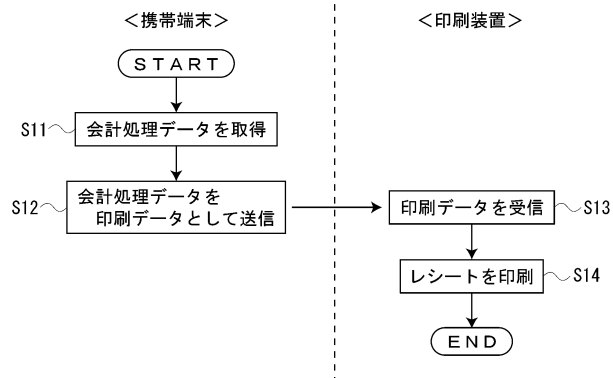 ＜携帯端末＞
＜印刷装置＞
ＳＴＡＲＴ
S11
会計処理データを取得
S12
会計処理データを
印刷データとして送信
印刷データを受信
S13
レシートを印刷
S14
ＥＮＤ